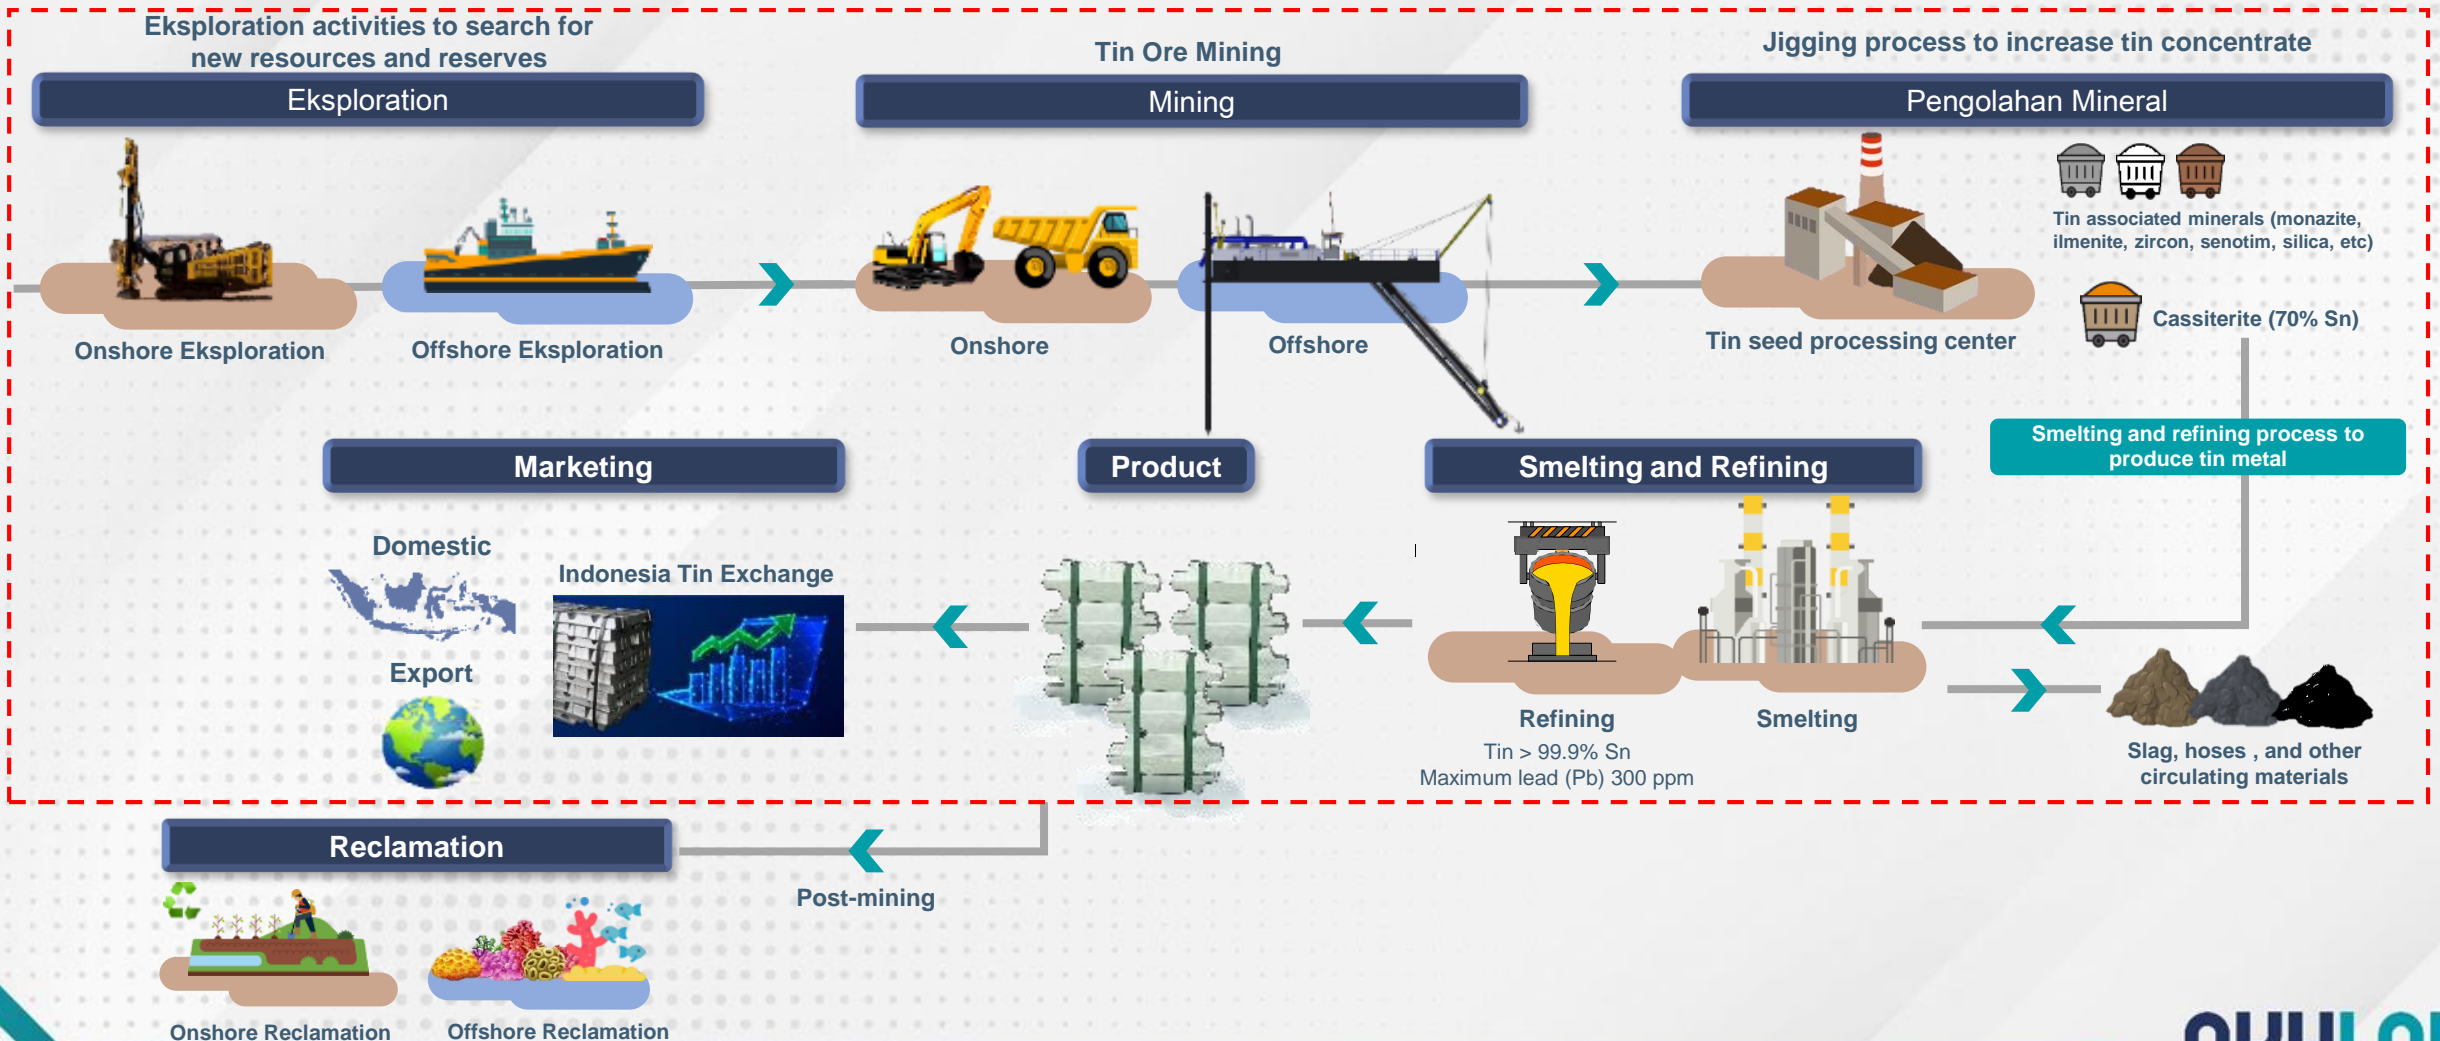 Eksploration activities to search for
new resources and reserves
Eksploration
Tin Ore Mining
Mining
Jigging process to increase tin concentrate
Pengolahan Mineral
Tin associated minerals (monazite,
ilmenite, zircon, senotim, silica, etc)
Cassiterite (70% Sn)
Onshore Eksploration
Offshore Eksploration
Onshore
Offshore
Tin seed processing center
Smelting and refining process to
produce tin metal
Marketing
Product
Smelting and Refining
Domestic
Indonesia Tin Exchange
Export
Refining
Tin > 99.9% Sn
Maximum lead (Pb) 300 ppm
Smelting
Slag, hoses , and other
circulating materials
Reclamation
Post-mining
Onshore Reclamation
Offshore Reclamation